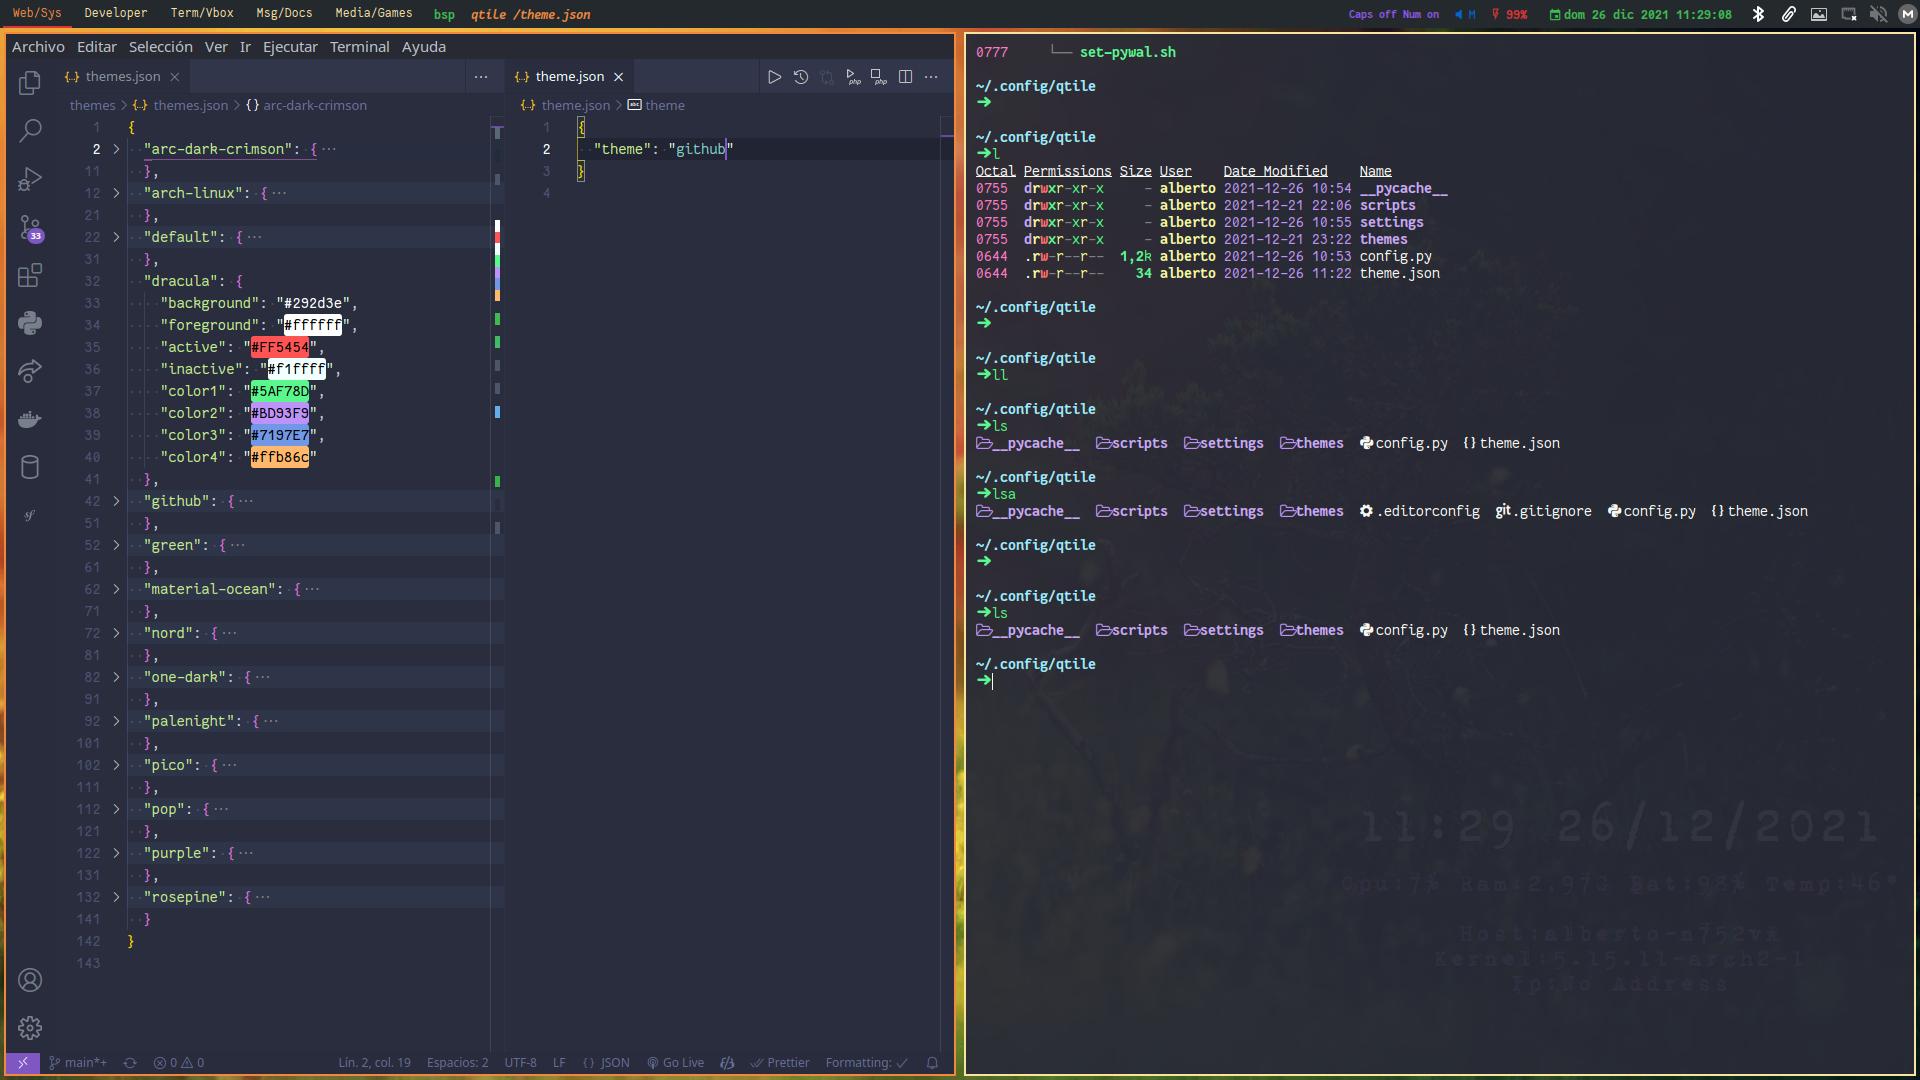 Web/Sys Developer Term/Vbox Msg/Docs Media/Games bsp qtile /theme.json Caps off Num on M 99% dom 26 dic 2021 11:29:08 M
Archivo Editar Selección Ver Ir Ejecutar Terminal Ayuda
{..} themes.json × ···
themes > {..} themes.json > {} arc-dark-crimson
1 {
2 > "arc-dark-crimson": { ···
11 },
12 > "arch-linux": { ···
21 },
22 > "default": { ···
31 },
32 "dracula": {
33 "background": "#292d3e",
34 "foreground": "#ffffff",
35 "active": "#FF5454",
36 "inactive": "#f1ffff",
37 "color1": "#5AF78D",
38 "color2": "#BD93F9",
39 "color3": "#7197E7",
40 "color4": "#ffb86c"
41 },
42 > "github": { ···
51 },
52 > "green": { ···
61 },
62 > "material-ocean": { ···
71 },
72 > "nord": { ···
81 },
82 > "one-dark": { ···
91 },
92 > "palenight": { ···
101 },
102 > "pico": { ···
111 },
112 > "pop": { ···
121 },
122 > "purple": { ···
131 },
132 > "rosepine": { ···
141 }
142 }
143
33
{..} theme.json × php php ···
{..} theme.json > abc theme
1 {
2 "theme": "github"
3 }
4
main*+ 0 0 Lín. 2, col. 19 Espacios: 2 UTF-8 LF {} JSON Go Live Prettier Formatting: ✓
0777 └── set-pywal.sh
~/.config/qtile
➜
~/.config/qtile
➜l
Octal Permissions Size User Date Modified Name
0755 drwxr-xr-x - alberto 2021-12-26 10:54 __pycache__
0755 drwxr-xr-x - alberto 2021-12-21 22:06 scripts
0755 drwxr-xr-x - alberto 2021-12-26 10:55 settings
0755 drwxr-xr-x - alberto 2021-12-21 23:22 themes
0644 .rw-r--r-- 1,2k alberto 2021-12-26 10:53 config.py
0644 .rw-r--r-- 34 alberto 2021-12-26 11:22 theme.json
~/.config/qtile
➜
~/.config/qtile
➜ll
~/.config/qtile
➜ls
__pycache__ scripts settings themes config.py {} theme.json
~/.config/qtile
➜lsa
__pycache__ scripts settings themes .editorconfig git .gitignore config.py {} theme.json
~/.config/qtile
➜
~/.config/qtile
➜ls
__pycache__ scripts settings themes config.py {} theme.json
~/.config/qtile
➜
11:29 26/12/2021
Cpu:7% Ram:2,97G Bat:98% Temp:46°
Host:alberto-n752vx
Kernel:5.15.11-arch2-1
No Address